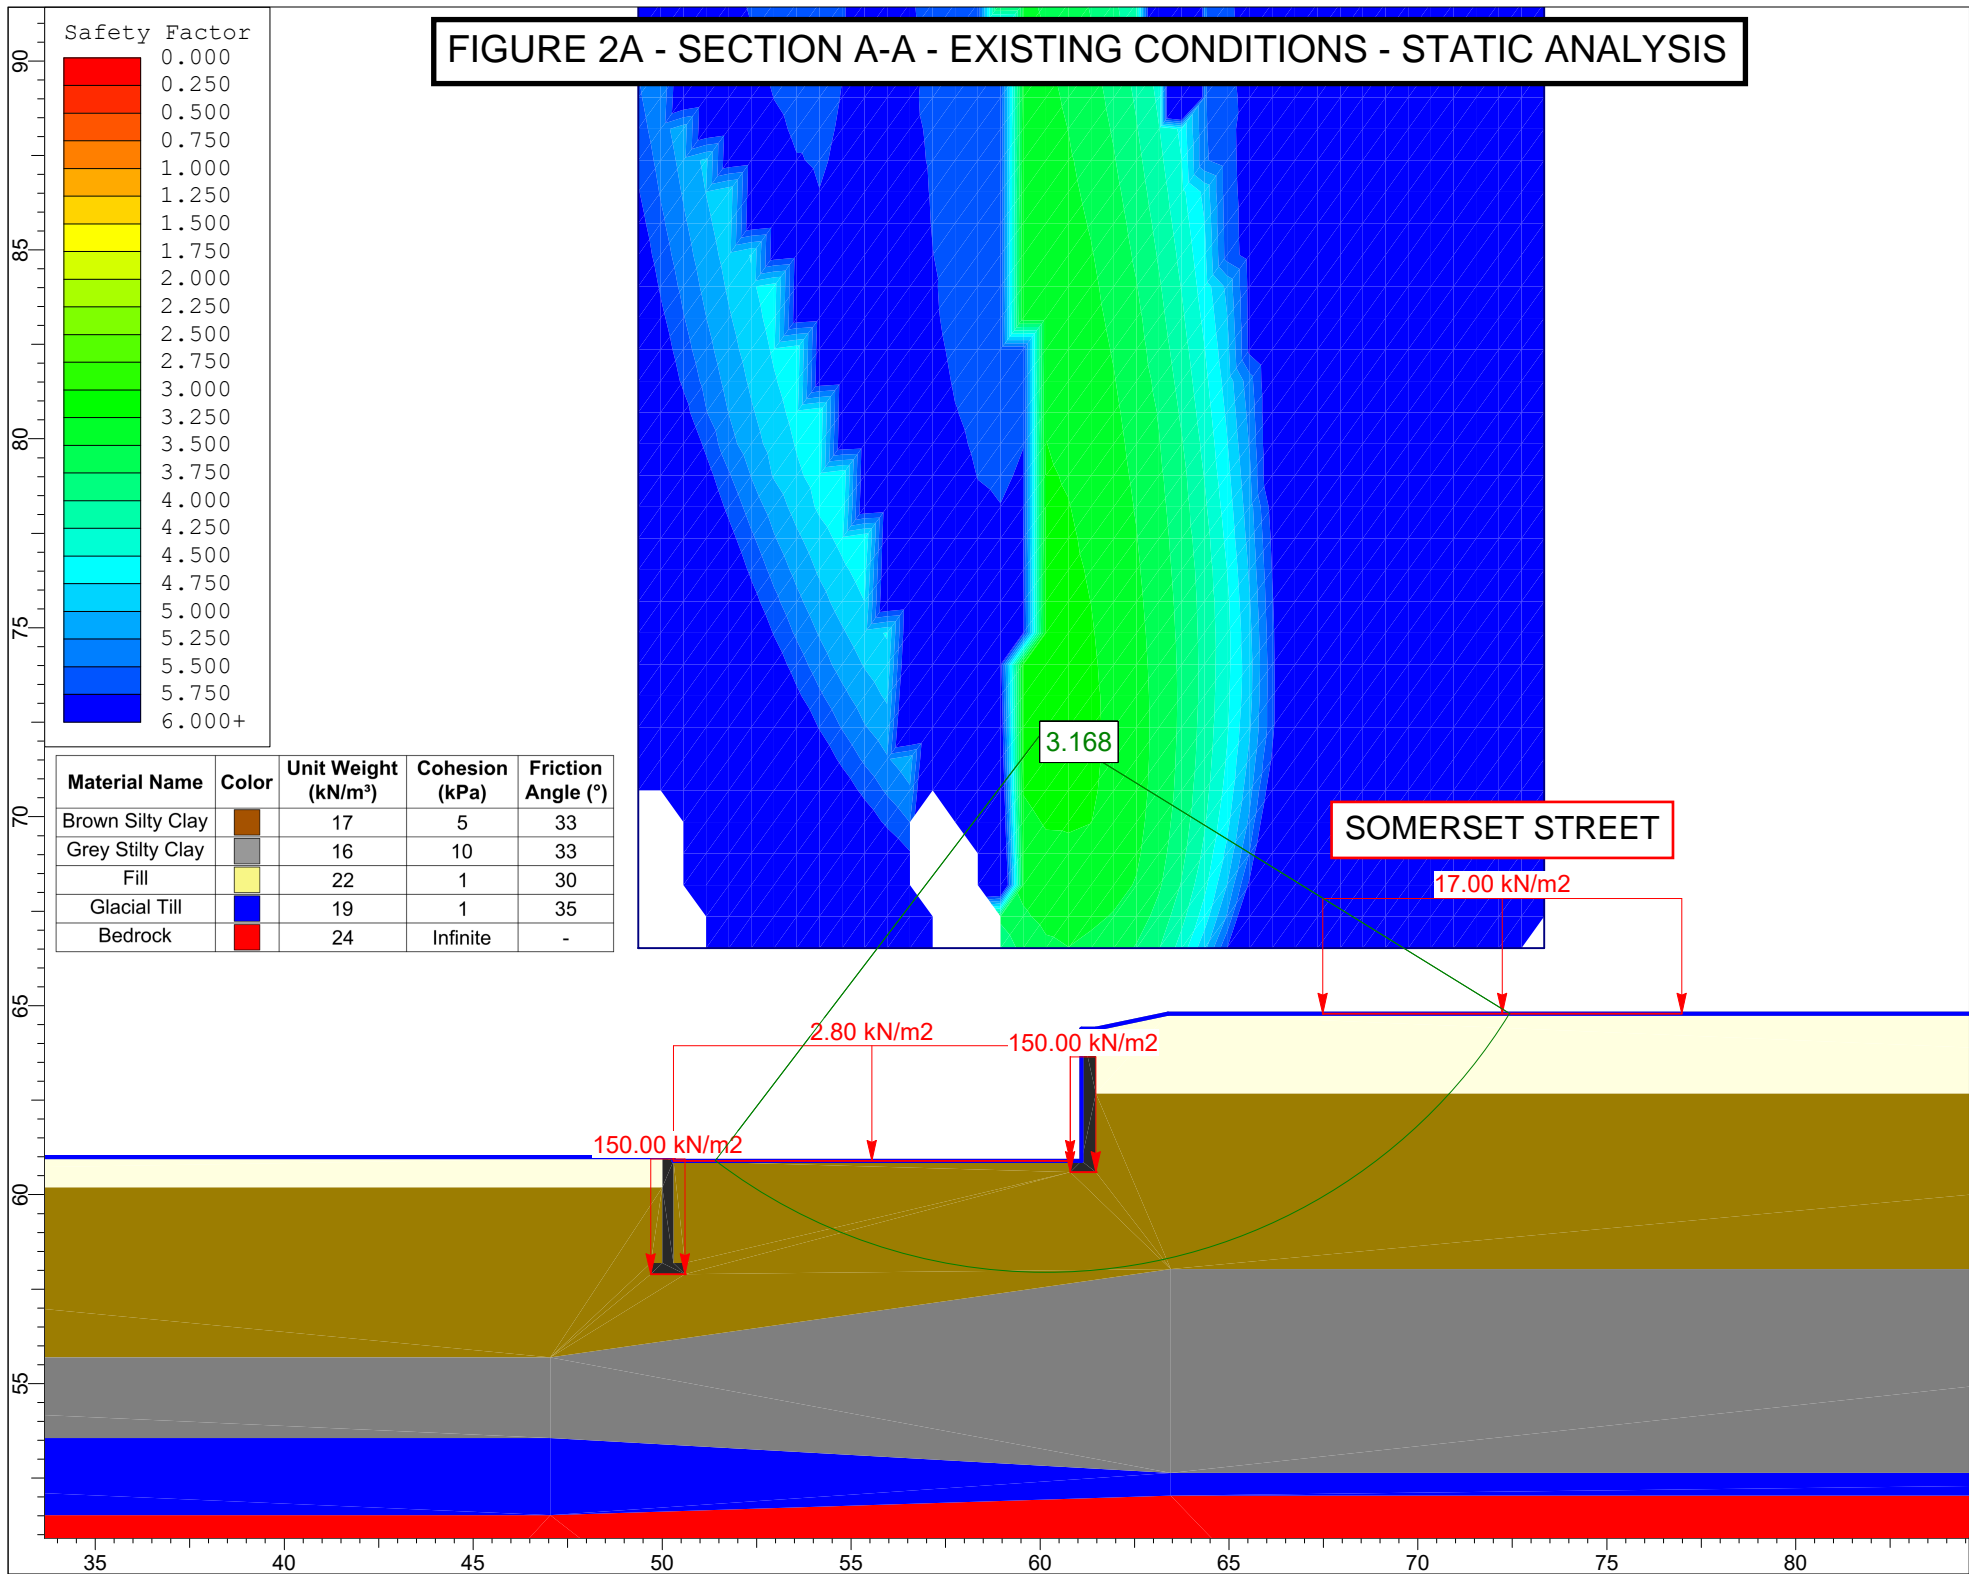 FIGURE 2A - SECTION A-A - EXISTING CONDITIONS - STATIC ANALYSIS
Safety Factor
0.000
0.250
0.500
0.750
1.000
1.250
1.500
1.750
2.000
2.250
2.500
2.750
3.000
3.250
3.500
3.750
4.000
4.250
4.500
4.750
5.000
5.250
5.500
5.750
6.000+
Material Name Color Unit Weight (kN/m³) Cohesion (kPa) Friction Angle (°)
Brown Silty Clay 17 5 33
Grey Stilty Clay 16 10 33
Fill 22 1 30
Glacial Till 19 1 35
Bedrock 24 Infinite -
3.168
SOMERSET STREET
17.00 kN/m2
2.80 kN/m2
150.00 kN/m2
150.00 kN/m2
90
85
80
75
70
65
60
55
35 40 45 50 55 60 65 70 75 80